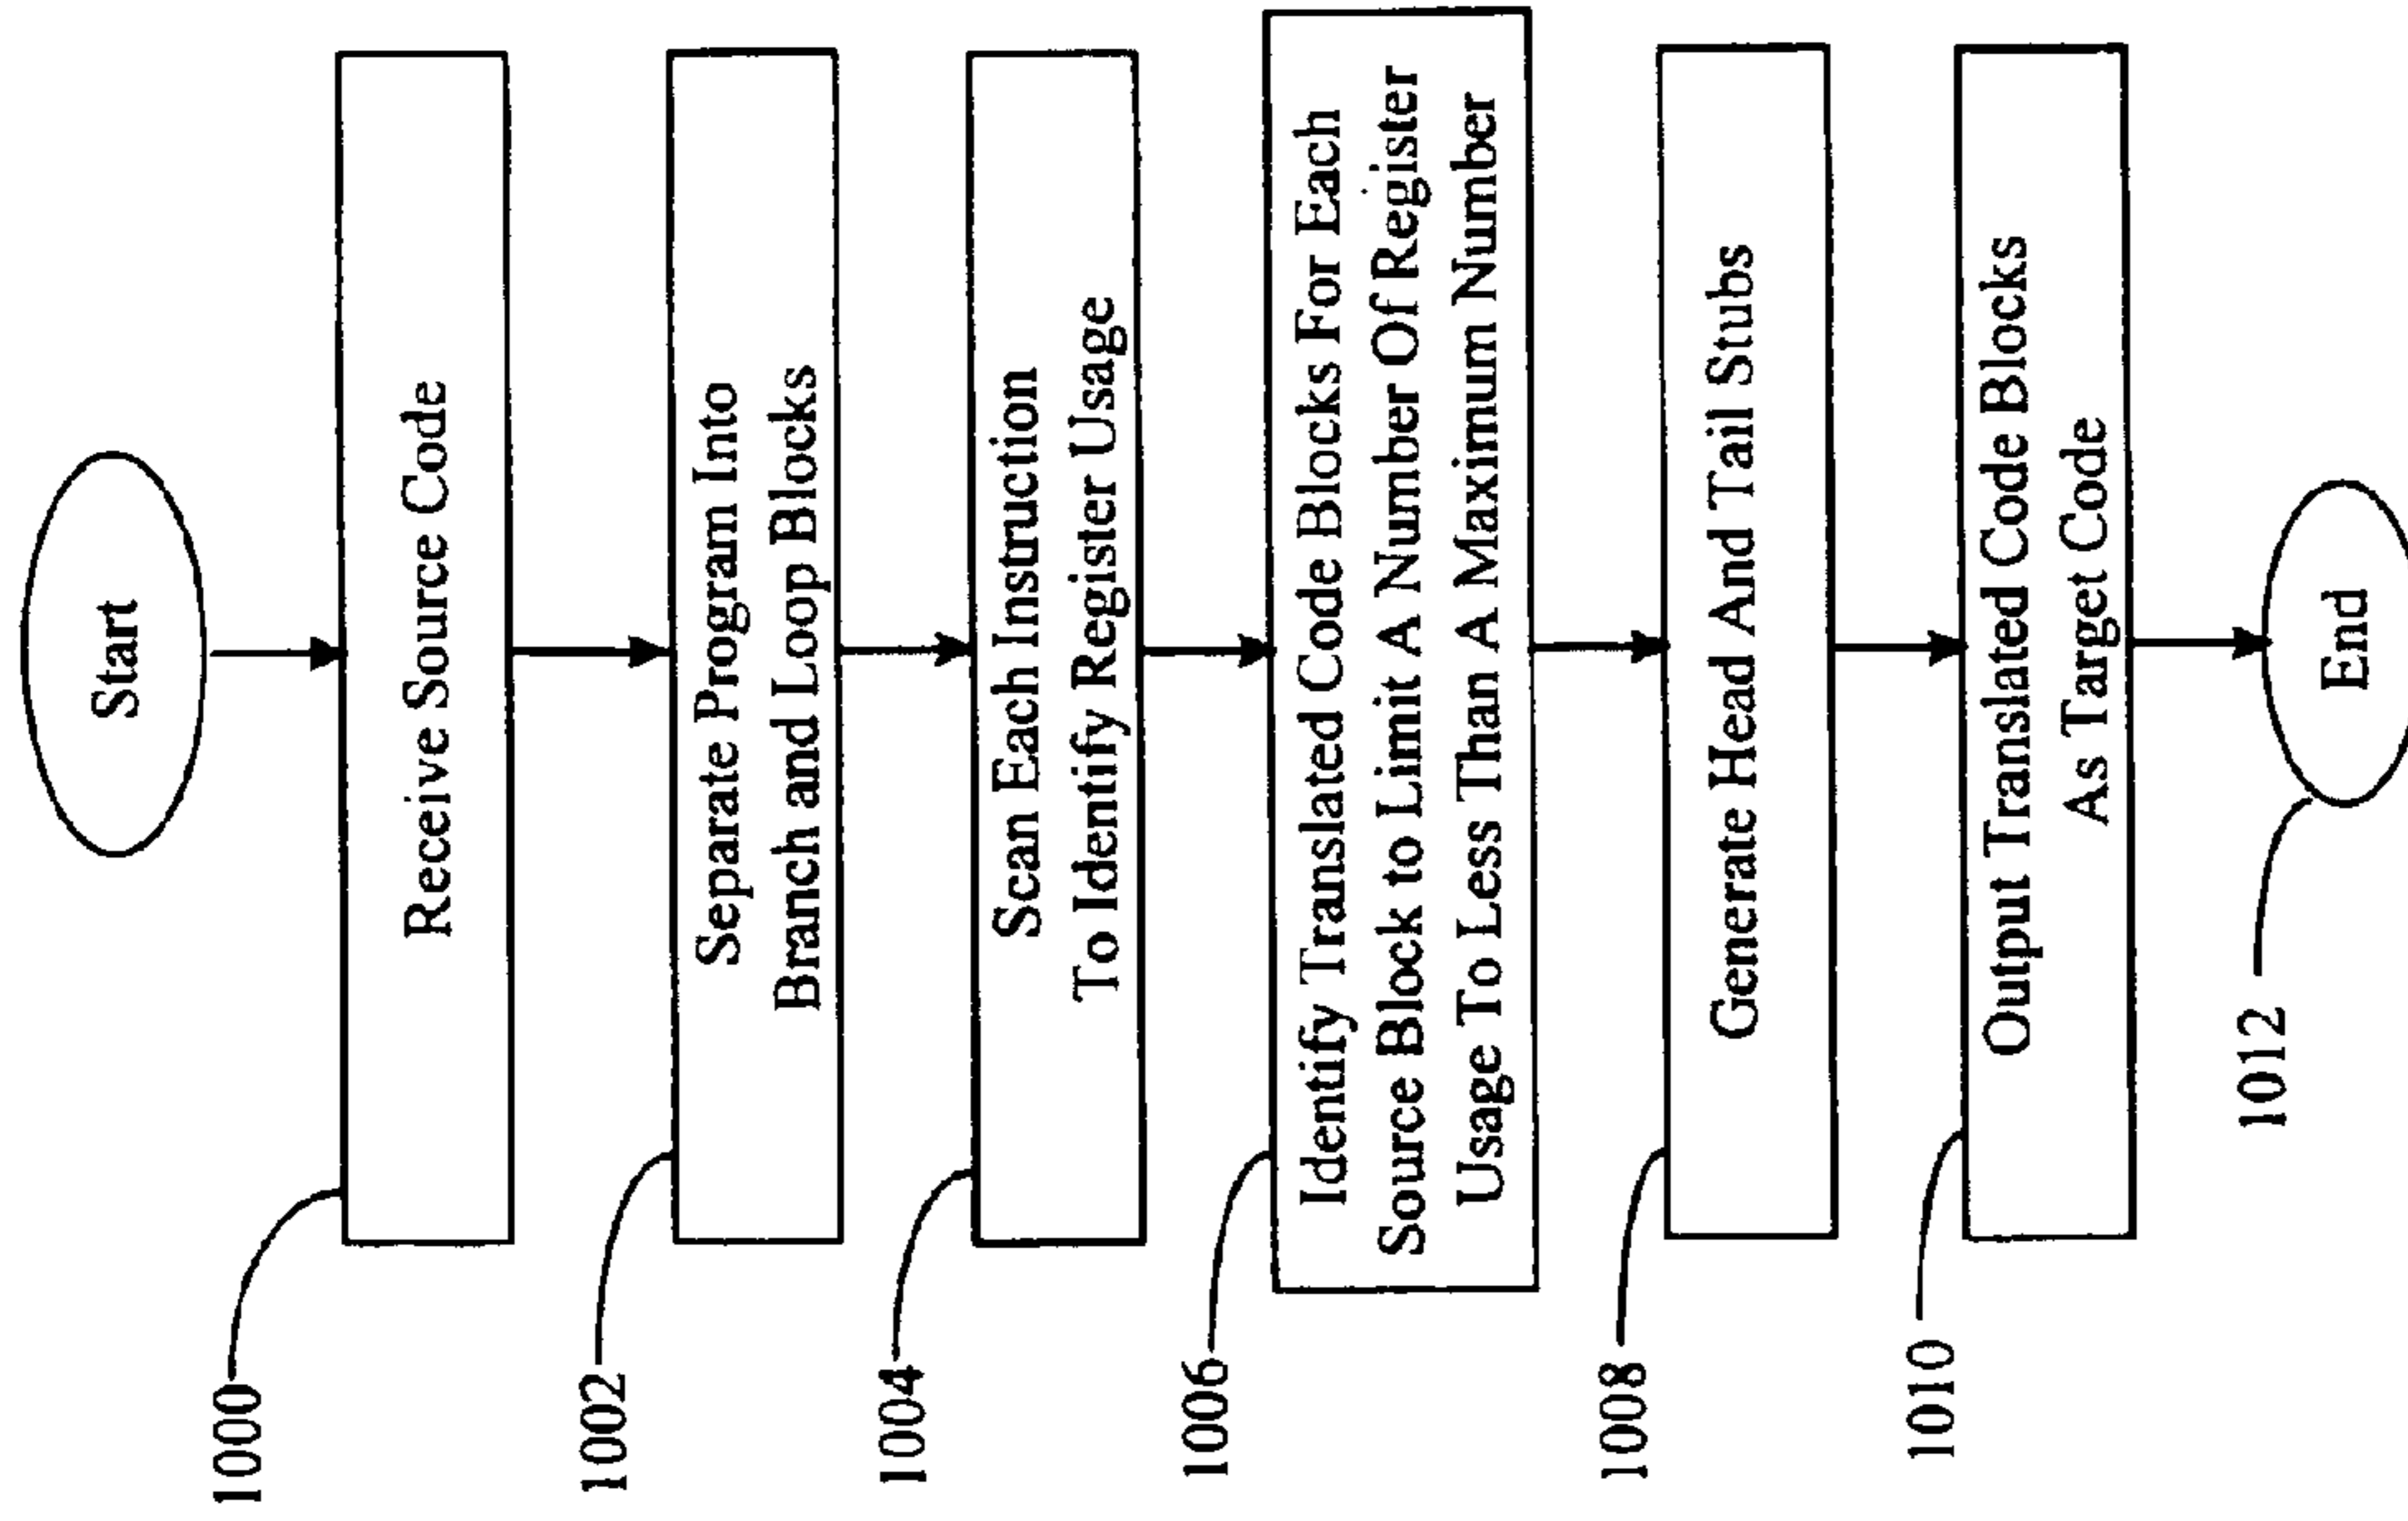 Start
1000
Receive Source Code
1002
Separate Program Into
Branch and Loop Blocks
1004
Scan Each Instruction
To Identify Register Usage
1006
Identify Translated Code Blocks For Each
Source Block to Limit A Number Of Register
Usage To Less Than A Maximum Number
1008
Generate Head And Tail Stubs
1010
Output Translated Code Blocks
As Target Code
1012
End